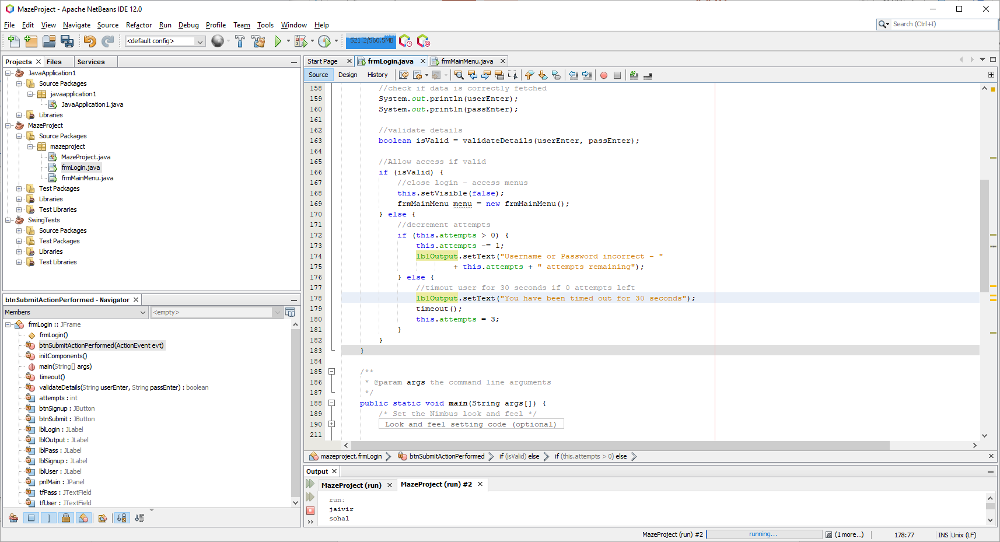 MazeProject - Apache NetBeans IDE 12.0
File Edit View Navigate Source Refactor Run Debug Profile Team Tools Window Help
Search (Ctrl+I)
<default config>
521.2/560.5MB
Projects Files Services
JavaApplication1
Source Packages
javaapplication1
JavaApplication1.java
Libraries
MazeProject
Source Packages
mazeproject
MazeProject.java
frmLogin.java
frmMainMenu.java
Test Packages
Libraries
Test Libraries
SwingTests
Source Packages
Test Packages
Libraries
Test Libraries
btnSubmitActionPerformed - Navigator
Members
<empty>
frmLogin :: JFrame
frmLogin()
btnSubmitActionPerformed(ActionEvent evt)
initComponents()
main(String[] args)
timeout()
validateDetails(String userEnter, String passEnter) : boolean
attempts : int
btnSignup : JButton
btnSubmit : JButton
lblLogin : JLabel
lblOutput : JLabel
lblPass : JLabel
lblSignup : JLabel
lblUser : JLabel
pnlMain : JPanel
tfPass : JTextField
tfUser : JTextField
Start Page frmLogin.java frmMainMenu.java
Source Design History
158 //check if data is correctly fetched
159 System.out.println(userEnter);
160 System.out.println(passEnter);
161
162 //validate details
163 boolean isValid = validateDetails(userEnter, passEnter);
164
165 //Allow access if valid
166 if (isValid) {
167 //close login - access menus
168 this.setVisible(false);
169 frmMainMenu menu = new frmMainMenu();
170 } else {
171 //decrement attempts
172 if (this.attempts > 0) {
173 this.attempts -= 1;
174 lblOutput.setText("Username or Password incorrect - "
175 + this.attempts + " attempts remaining");
176 } else {
177 //timout user for 30 seconds if 0 attempts left
178 lblOutput.setText("You have been timed out for 30 seconds");
179 timeout();
180 this.attempts = 3;
181 }
182 }
183 }
184
185 /**
186 * @param args the command line arguments
187 */
188 public static void main(String args[]) {
189 /* Set the Nimbus look and feel */
190 Look and feel setting code (optional)
211
mazeproject.frmLogin btnSubmitActionPerformed if (isValid) else if (this.attempts > 0) else
Output
MazeProject (run) MazeProject (run) #2
run:
jaivir
sohal
MazeProject (run) #2 running... (1 more...) 178:77 INS Unix (LF)